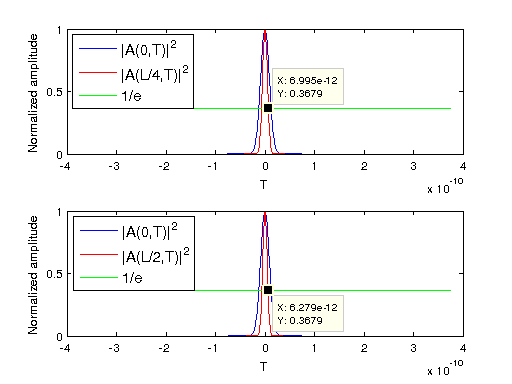 Normalized amplitude
1
0.5
0
|A(0,T)|²
|A(L/4,T)|²
1/e
X: 6.995e-12
Y: 0.3679
-4 -3 -2 -1 0 1 2 3 4
T
x 10⁻¹⁰
Normalized amplitude
1
0.5
0
|A(0,T)|²
|A(L/2,T)|²
1/e
X: 6.279e-12
Y: 0.3679
-4 -3 -2 -1 0 1 2 3 4
T
x 10⁻¹⁰